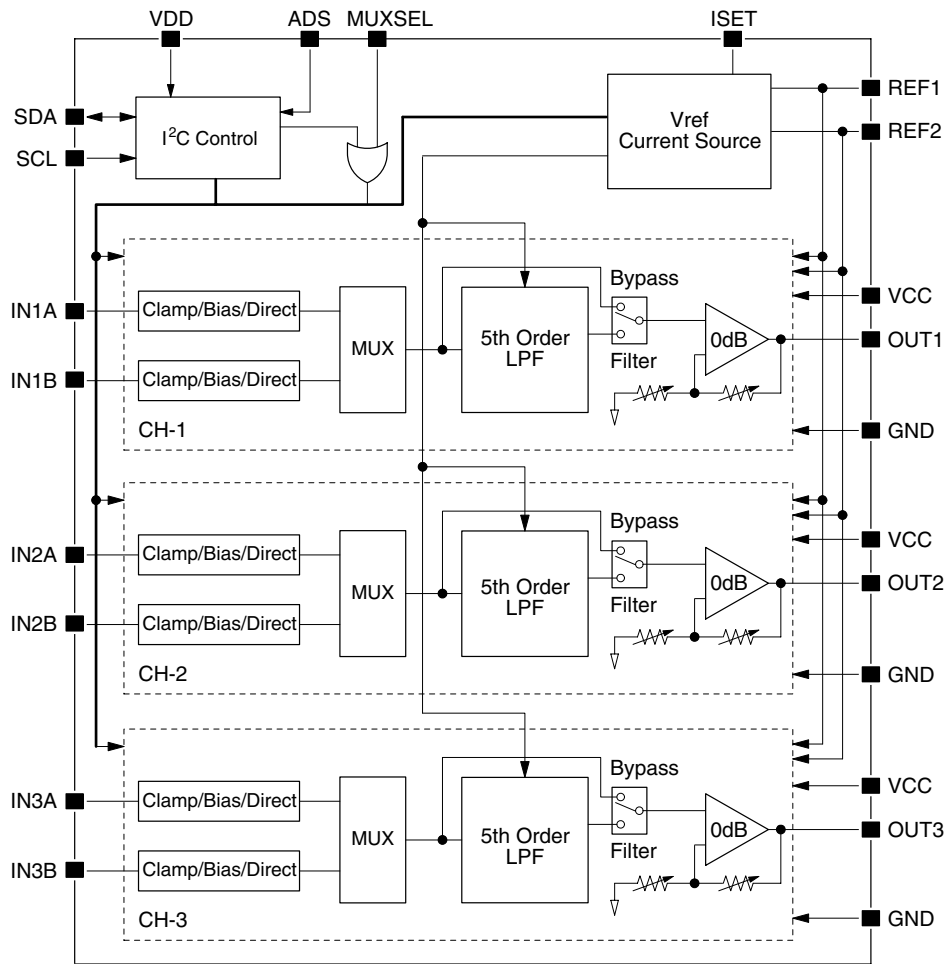 VDD
ADS
MUXSEL
ISET
SDA
SCL
I²C Control
Vref
Current Source
REF1
REF2
IN1A
IN1B
Clamp/Bias/Direct
Clamp/Bias/Direct
MUX
5th Order
LPF
Bypass
Filter
0dB
CH-1
VCC
OUT1
GND
IN2A
IN2B
Clamp/Bias/Direct
Clamp/Bias/Direct
MUX
5th Order
LPF
Bypass
Filter
0dB
CH-2
VCC
OUT2
GND
IN3A
IN3B
Clamp/Bias/Direct
Clamp/Bias/Direct
MUX
5th Order
LPF
Bypass
Filter
0dB
CH-3
VCC
OUT3
GND